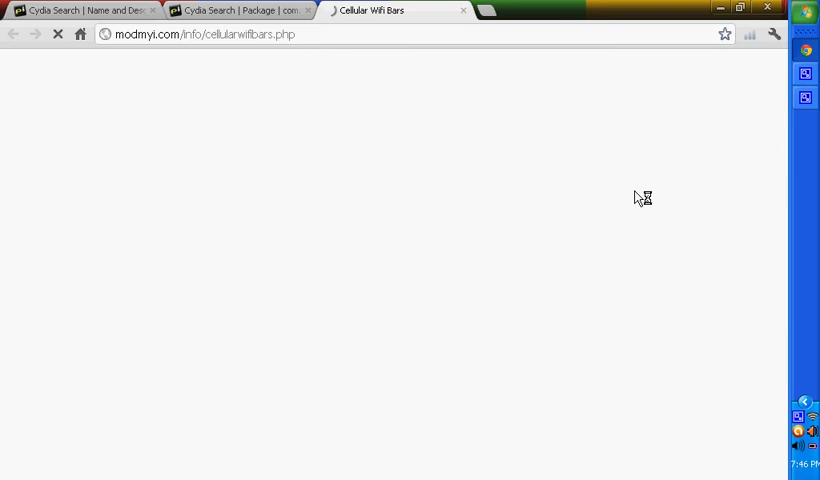 Cydia Search | Name and Desc
Cydia Search | Package | com.
Cellular Wifi Bars
modmyi.com/info/cellularwifibars.php
7:46 PM